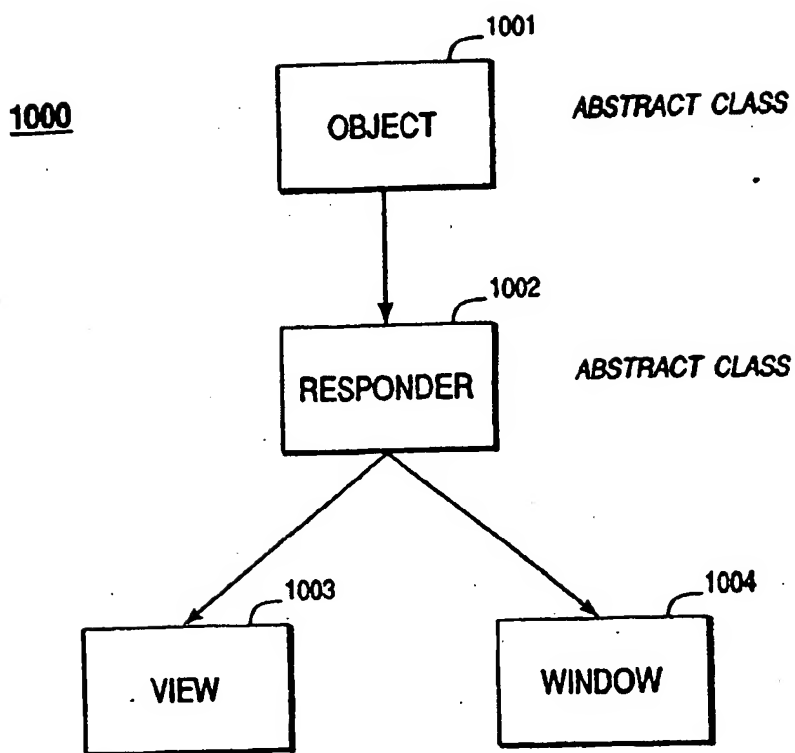 1001
1000
OBJECT
ABSTRACT CLASS
1002
RESPONDER
ABSTRACT CLASS
1003
1004
VIEW
WINDOW